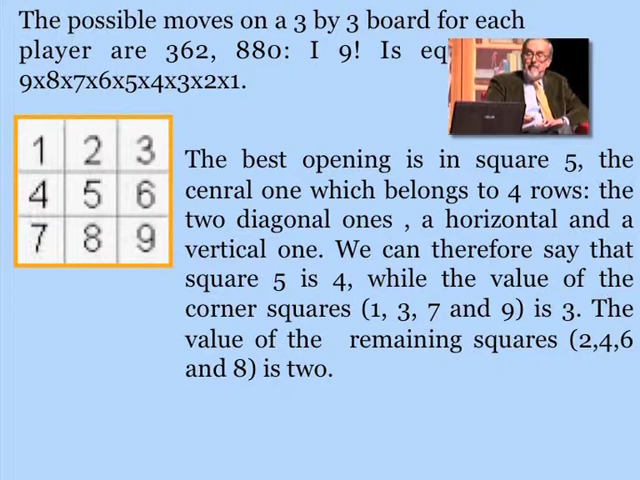 The possible moves on a 3 by 3 board for each
player are 362, 880: I 9! Is eq
9x8x7x6x5x4x3x2x1.
1 2 3
4 5 6
7 8 9
The best opening is in square 5, the
cenral one which belongs to 4 rows: the
two diagonal ones , a horizontal and a
vertical one. We can therefore say that
square 5 is 4, while the value of the
corner squares (1, 3, 7 and 9) is 3. The
value of the remaining squares (2,4,6
and 8) is two.